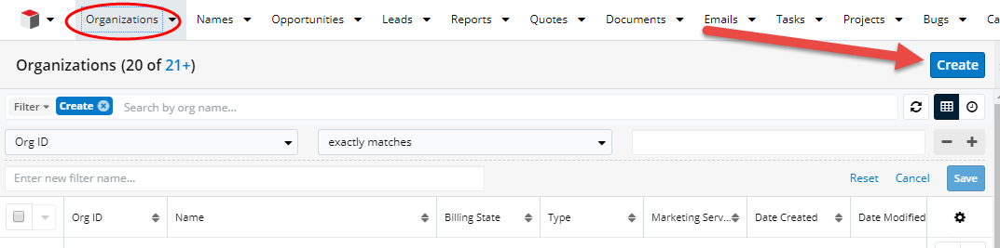 Organizations Names Opportunities Leads Reports Quotes Documents Emails Tasks Projects Bugs Ca
Organizations (20 of 21+) Create
Filter Create Search by org name...
Org ID exactly matches
Enter new filter name... Reset Cancel Save
Org ID Name Billing State Type Marketing Serv... Date Created Date Modified